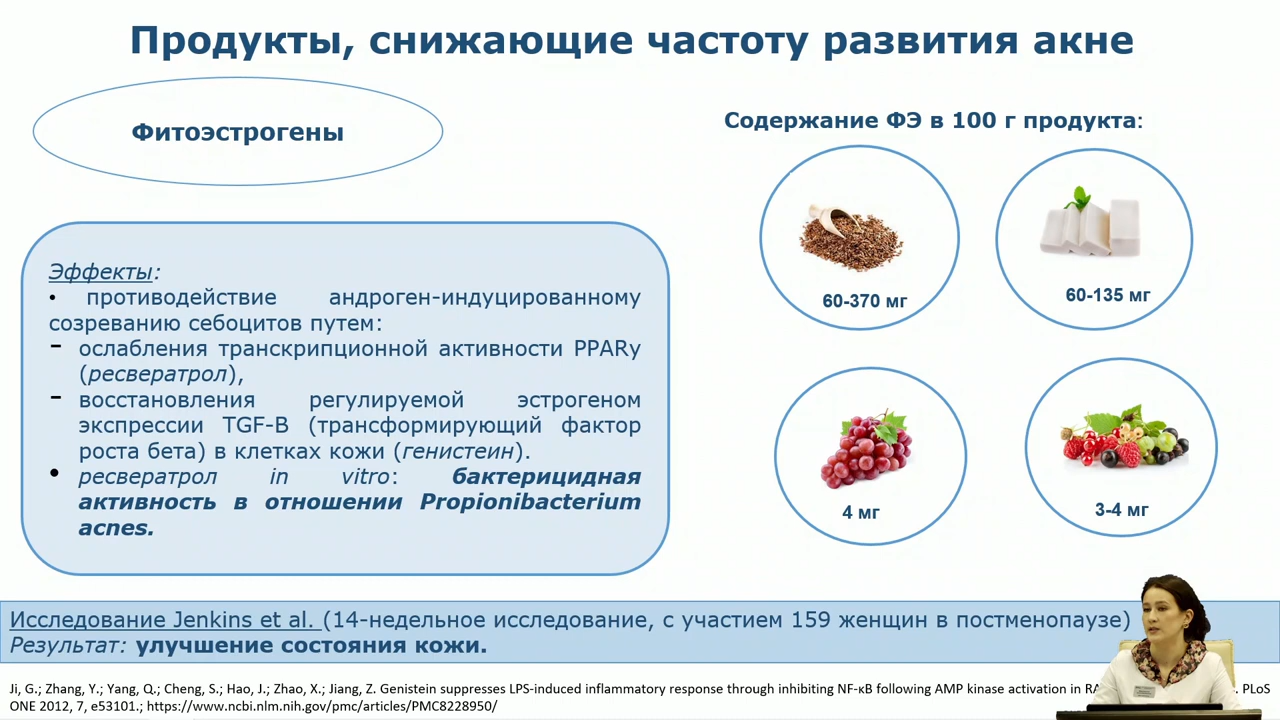 Продукты, снижающие частоту развития акне
Фитоэстрогены
Содержание ФЭ в 100 г продукта:
60-370 мг
60-135 мг
4 мг
3-4 мг
Эффекты:
• противодействие андроген-индуцированному
созреванию себоцитов путем:
- ослабления транскрипционной активности PPARy
(ресвератрол),
- восстановления регулируемой эстрогеном
экспрессии TGF-B (трансформирующий фактор
роста бета) в клетках кожи (генистеин).
• ресвератрол in vitro: бактерицидная
активность в отношении Propionibacterium
acnes.
Исследование Jenkins et al. (14-недельное исследование, с участием 159 женщин в постменопаузе)
Результат: улучшение состояния кожи.
Ji, G.; Zhang, Y.; Yang, Q.; Cheng, S.; Hao, J.; Zhao, X.; Jiang, Z. Genistein suppresses LPS-induced inflammatory response through inhibiting NF-κB following AMP kinase activation in PLoS
ONE 2012, 7, e53101.; https://www.ncbi.nlm.nih.gov/pmc/articles/PMC8228950/